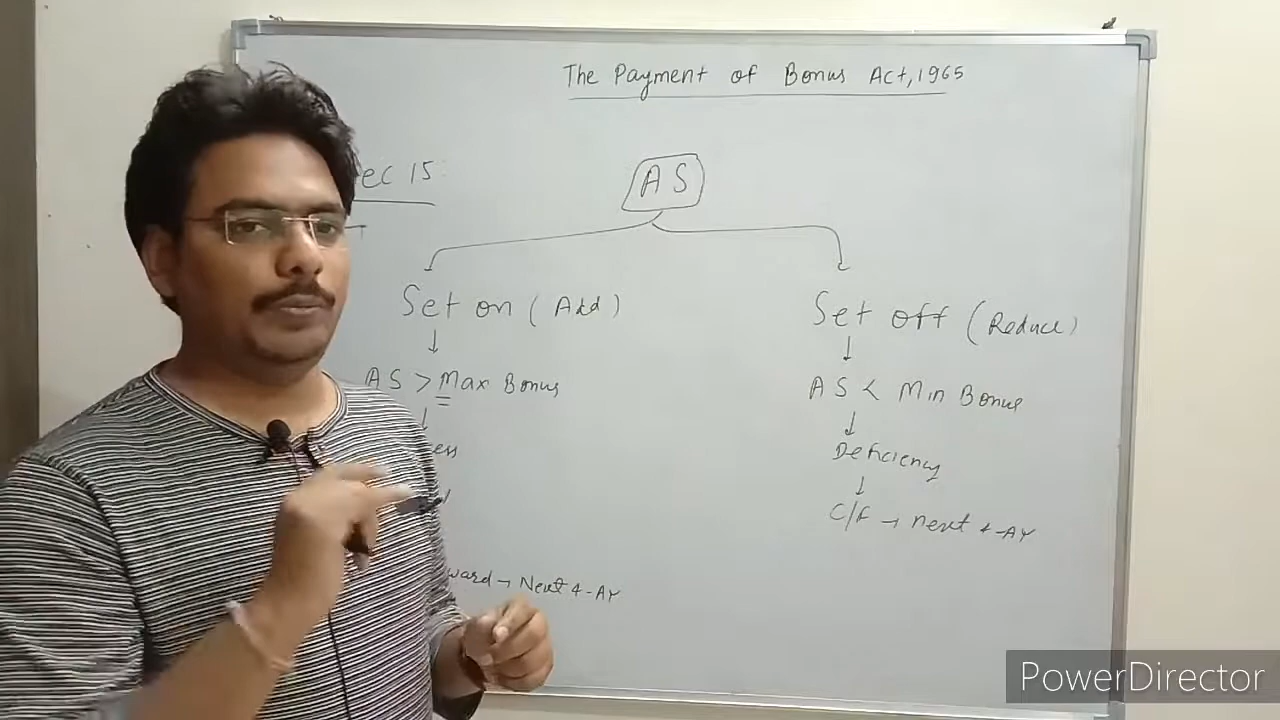 The Payment of Bonus Act, 1965
ec 15:
AS
Set on (Add)
Set off (Reduce)
AS > Max Bonus
AS < Min Bonus
ess
Deficiency
C/f → next 4-AY
ward → Next 4-AY
PowerDirector